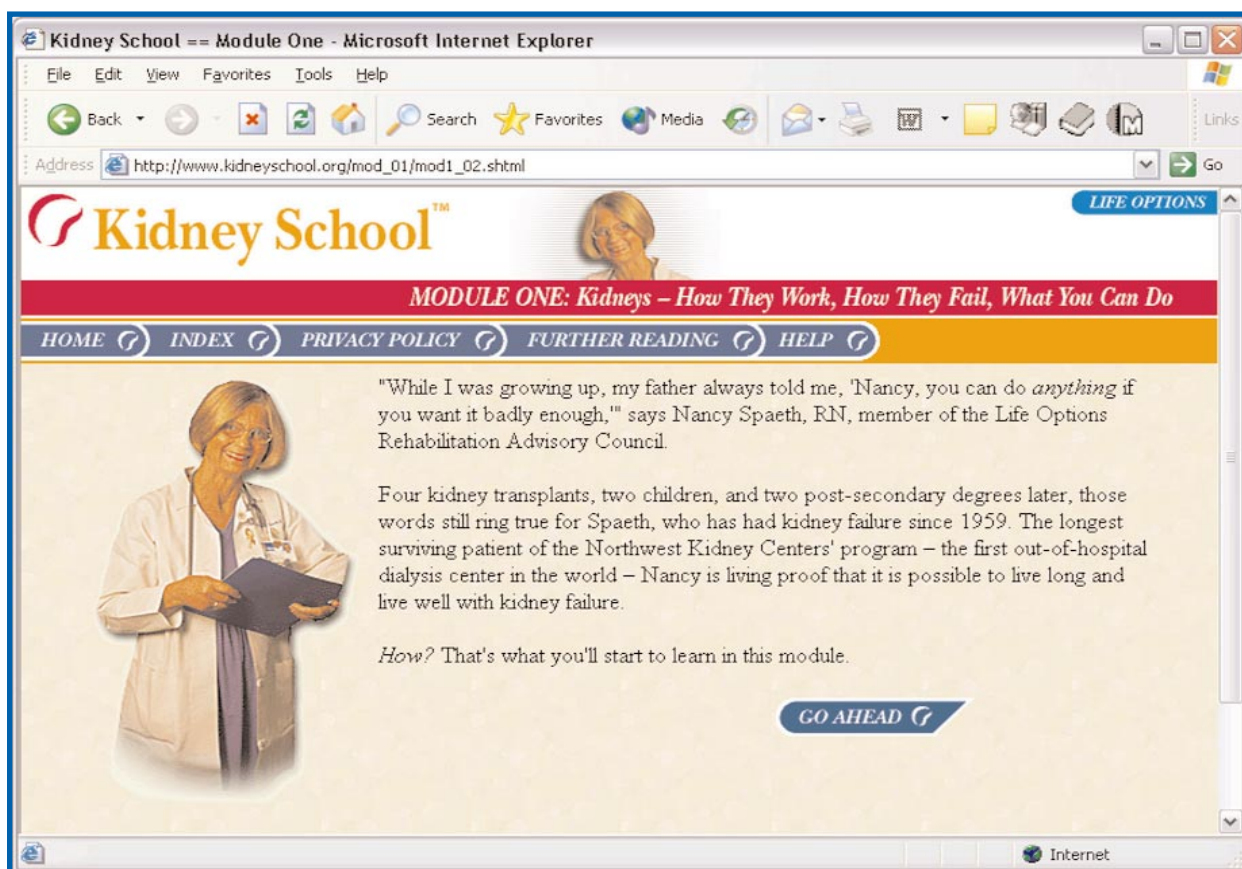 Kidney School == Module One - Microsoft Internet Explorer
File Edit View Favorites Tools Help
Back Search Favorites Media Links
Address http://www.kidneyschool.org/mod_01/mod1_02.shtml Go
Kidney School™
LIFE OPTIONS
MODULE ONE: Kidneys – How They Work, How They Fail, What You Can Do
HOME INDEX PRIVACY POLICY FURTHER READING HELP
"While I was growing up, my father always told me, 'Nancy, you can do anything if
you want it badly enough,'" says Nancy Spaeth, RN, member of the Life Options
Rehabilitation Advisory Council.
Four kidney transplants, two children, and two post-secondary degrees later, those
words still ring true for Spaeth, who has had kidney failure since 1959. The longest
surviving patient of the Northwest Kidney Centers' program – the first out-of-hospital
dialysis center in the world – Nancy is living proof that it is possible to live long and
live well with kidney failure.
How? That's what you'll start to learn in this module.
GO AHEAD
Internet